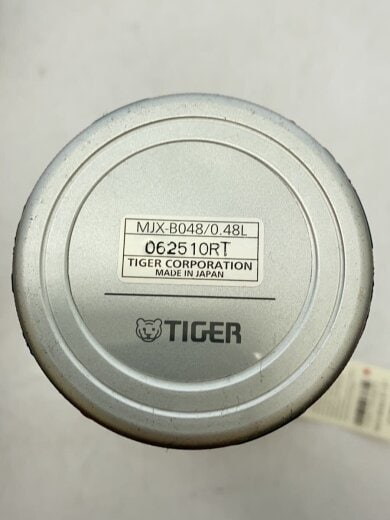 MJX-B048/0.48L
062510RT
TIGER CORPORATION
MADE IN JAPAN
TIGER